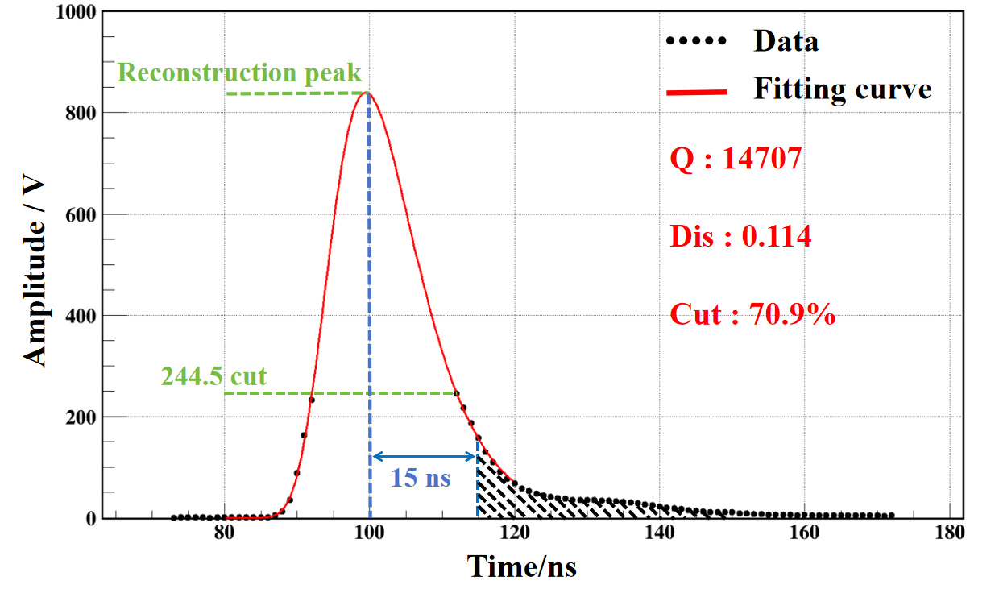 1000
800
600
400
200
0
Amplitude / V
Reconstruction peak
244.5 cut
15 ns
Data
Fitting curve
Q : 14707
Dis : 0.114
Cut : 70.9%
80 100 120 140 160 180
Time/ns